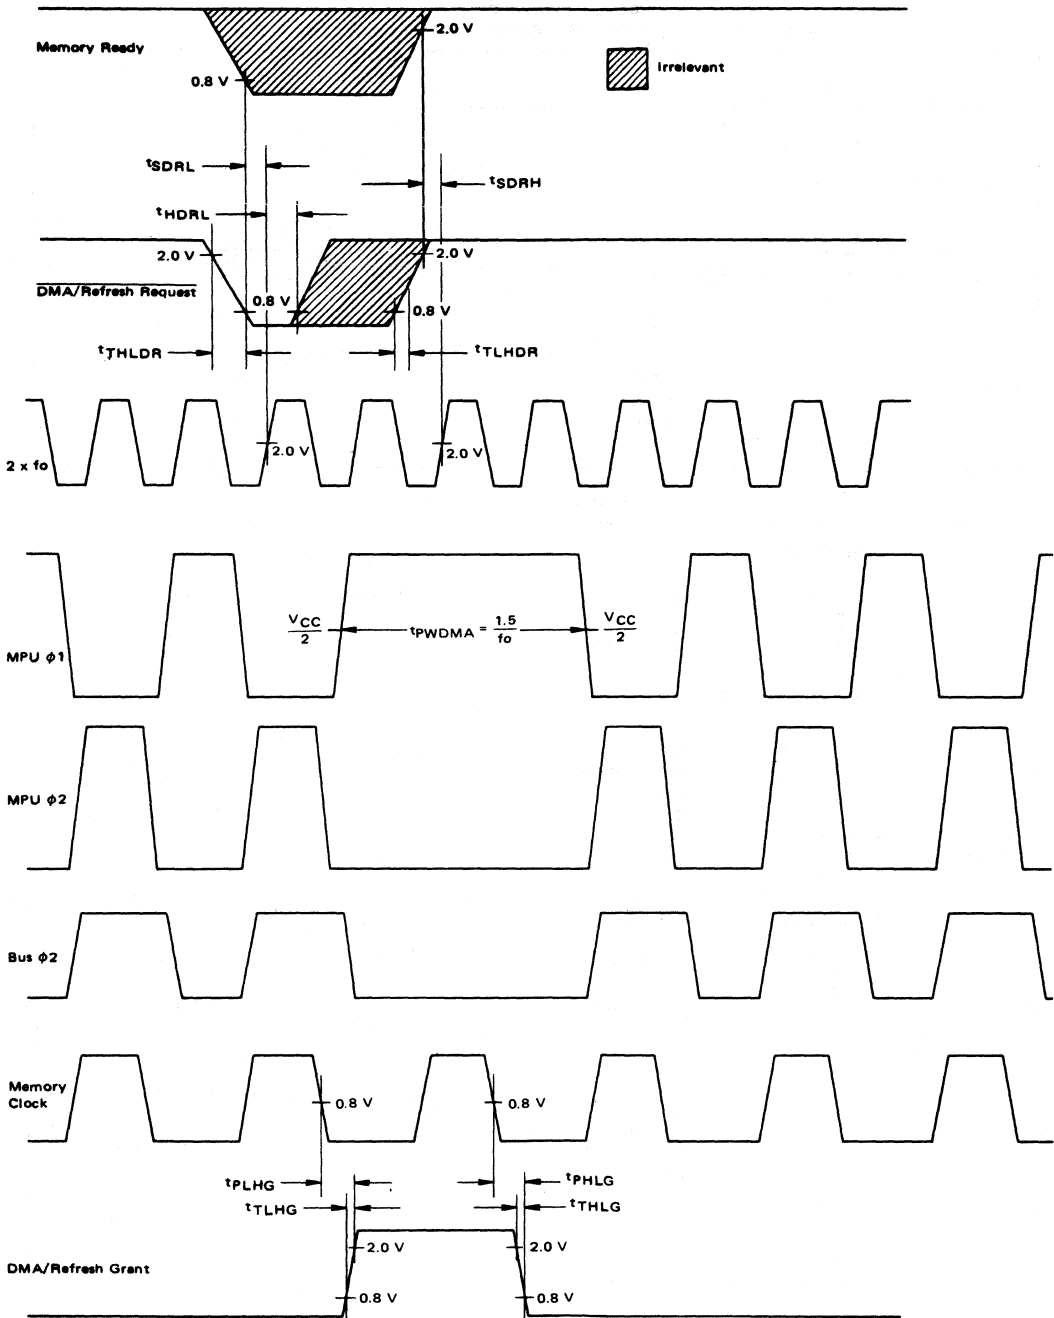 2.0 V
Memory Ready
Irrelevant
0.8 V
tSDRL
tSDRH
tHDRL
2.0 V
2.0 V
DMA/Refresh Request
0.8 V
0.8 V
tTHLDR
tTLHDR
2.0 V
2.0 V
2 x fo
VCC/2
tPWDMA = 1.5/fo
VCC/2
MPU φ1
MPU φ2
Bus φ2
Memory
Clock
0.8 V
0.8 V
tPLHG
tPHLG
tTLHG
tTHLG
2.0 V
2.0 V
DMA/Refresh Grant
0.8 V
0.8 V